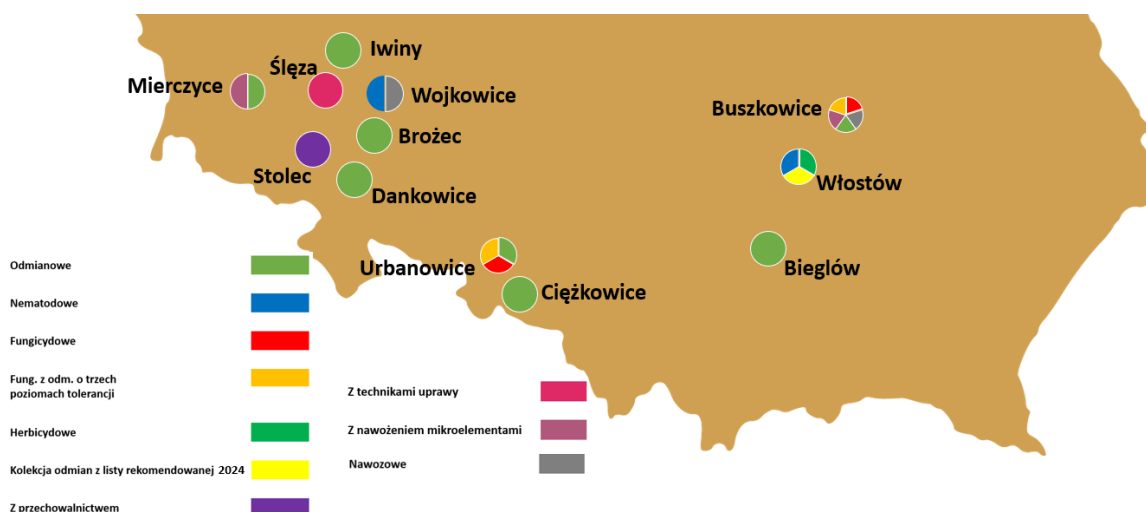 Iwiny
Ślęza
Mierczyce
Wojkowice
Buszkowice
Brożec
Stolec
Włostów
Dankowice
Urbanowice
Bieglów
Ciężkowice
Odmianowe
Nematodowe
Fungicydowe
Fung. z odm. o trzech
poziomach tolerancji
Herbicydowe
Kolekcja odmian z listy rekomendowanej 2024
Z przechowalnictwem
Z technikami uprawy
Z nawożeniem mikroelementami
Nawozowe